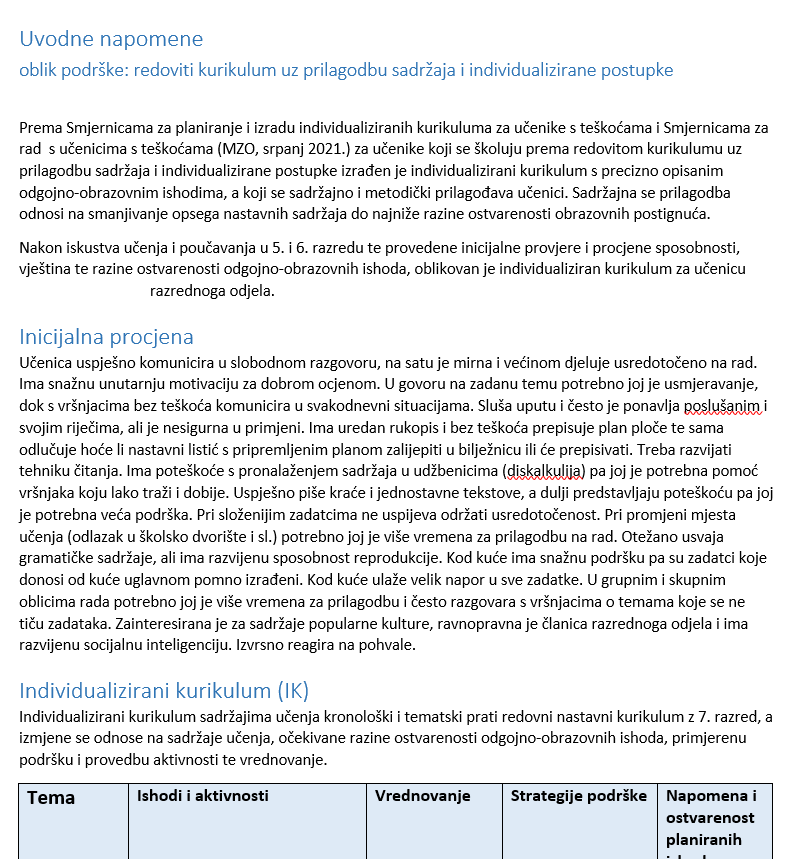 Uvodne napomene
oblik podrške: redoviti kurikulum uz prilagodbu sadržaja i individualizirane postupke
Prema Smjernicama za planiranje i izradu individualiziranih kurikuluma za učenike s teškoćama i Smjernicama za
rad  s učenicima s teškoćama (MZO, srpanj 2021.) za učenike koji se školuju prema redovitom kurikulumu uz
prilagodbu sadržaja i individualizirane postupke izrađen je individualizirani kurikulum s precizno opisanim
odgojno-obrazovnim ishodima, a koji se sadržajno i metodički prilagođava učenici. Sadržajna se prilagodba
odnosi na smanjivanje opsega nastavnih sadržaja do najniže razine ostvarenosti obrazovnih postignuća.
Nakon iskustva učenja i poučavanja u 5. i 6. razredu te provedene inicijalne provjere i procjene sposobnosti,
vještina te razine ostvarenosti odgojno-obrazovnih ishoda, oblikovan je individualiziran kurikulum za učenicu
razrednoga odjela.
Inicijalna procjena
Učenica uspješno komunicira u slobodnom razgovoru, na satu je mirna i većinom djeluje usredotočeno na rad.
Ima snažnu unutarnju motivaciju za dobrom ocjenom. U govoru na zadanu temu potrebno joj je usmjeravanje,
dok s vršnjacima bez teškoća komunicira u svakodnevni situacijama. Sluša uputu i često je ponavlja poslušanim i
svojim riječima, ali je nesigurna u primjeni. Ima uredan rukopis i bez teškoća prepisuje plan ploče te sama
odlučuje hoće li nastavni listić s pripremljenim planom zalijepiti u bilježnicu ili će prepisivati. Treba razvijati
tehniku čitanja. Ima poteškoće s pronalaženjem sadržaja u udžbenicima (diskalkulija) pa joj je potrebna pomoć
vršnjaka koju lako traži i dobije. Uspješno piše kraće i jednostavne tekstove, a dulji predstavljaju poteškoću pa joj
je potrebna veća podrška. Pri složenijim zadatcima ne uspijeva održati usredotočenost. Pri promjeni mjesta
učenja (odlazak u školsko dvorište i sl.) potrebno joj je više vremena za prilagodbu na rad. Otežano usvaja
gramatičke sadržaje, ali ima razvijenu sposobnost reprodukcije. Kod kuće ima snažnu podršku pa su zadatci koje
donosi od kuće uglavnom pomno izrađeni. Kod kuće ulaže velik napor u sve zadatke. U grupnim i skupnim
oblicima rada potrebno joj je više vremena za prilagodbu i često razgovara s vršnjacima o temama koje se ne
tiču zadataka. Zainteresirana je za sadržaje popularne kulture, ravnopravna je članica razrednoga odjela i ima
razvijenu socijalnu inteligenciju. Izvrsno reagira na pohvale.
Individualizirani kurikulum (IK)
Individualizirani kurikulum sadržajima učenja kronološki i tematski prati redovni nastavni kurikulum z 7. razred, a
izmjene se odnose na sadržaje učenja, očekivane razine ostvarenosti odgojno-obrazovnih ishoda, primjerenu
podršku i provedbu aktivnosti te vrednovanje.
Tema
Ishodi i aktivnosti
Vrednovanje
Strategije podrške
Napomena i
ostvarenost
planiranih